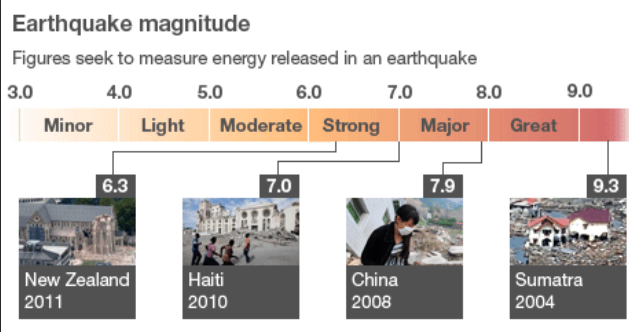 Earthquake magnitude
Figures seek to measure energy released in an earthquake
3.0 4.0 5.0 6.0 7.0 8.0 9.0
Minor Light Moderate Strong Major Great
6.3 7.0 7.9 9.3
New Zealand Haiti China Sumatra
2011 2010 2008 2004